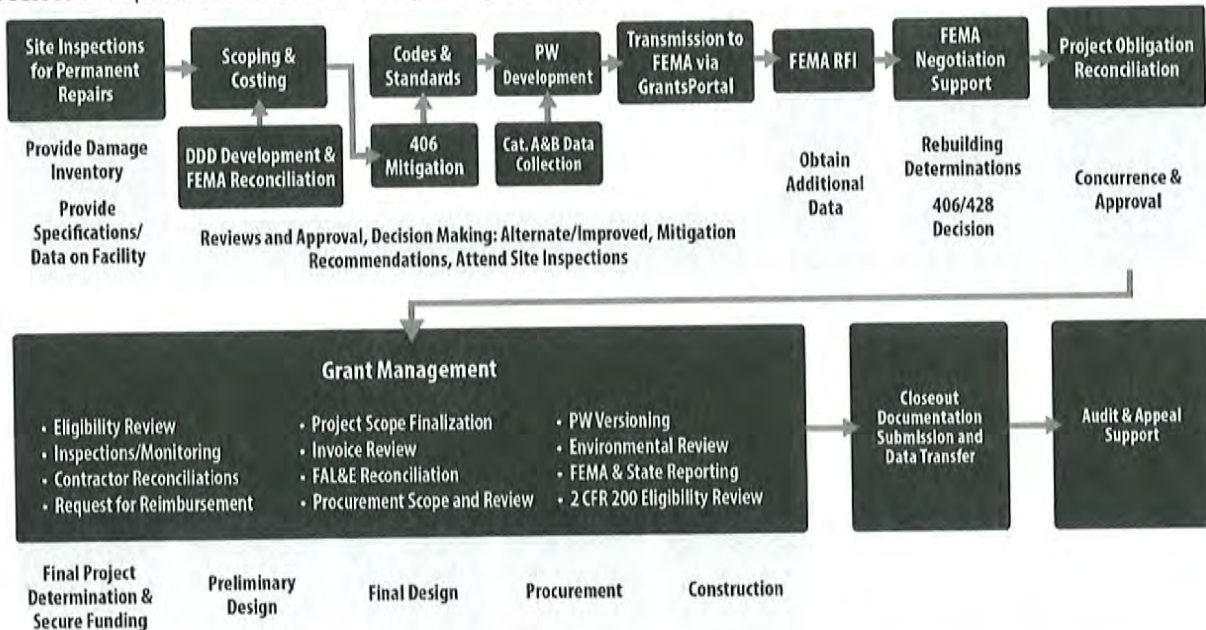 Site Inspections
for Permanent
Repairs
Scoping &
Costing
Codes &
Standards
PW
Development
Transmission to
FEMA via
GrantsPortal
FEMA RFI
FEMA
Negotiation
Support
Project Obligation
Reconciliation
DDD Development &
FEMA Reconciliation
406
Mitigation
Cat. A&B Data
Collection
Provide Damage
Inventory
Provide
Specifications/
Data on Facility
Reviews and Approval, Decision Making: Alternate/Improved, Mitigation
Recommendations, Attend Site Inspections
Obtain
Additional
Data
Rebuilding
Determinations
406/428
Decision
Concurrence &
Approval
Grant Management
• Eligibility Review
• Inspections/Monitoring
• Contractor Reconciliations
• Request for Reimbursement
• Project Scope Finalization
• Invoice Review
• FAL&E Reconciliation
• Procurement Scope and Review
• PW Versioning
• Environmental Review
• FEMA & State Reporting
• 2 CFR 200 Eligibility Review
Closeout
Documentation
Submission and
Data Transfer
Audit & Appeal
Support
Final Project
Determination &
Secure Funding
Preliminary
Design
Final Design
Procurement
Construction